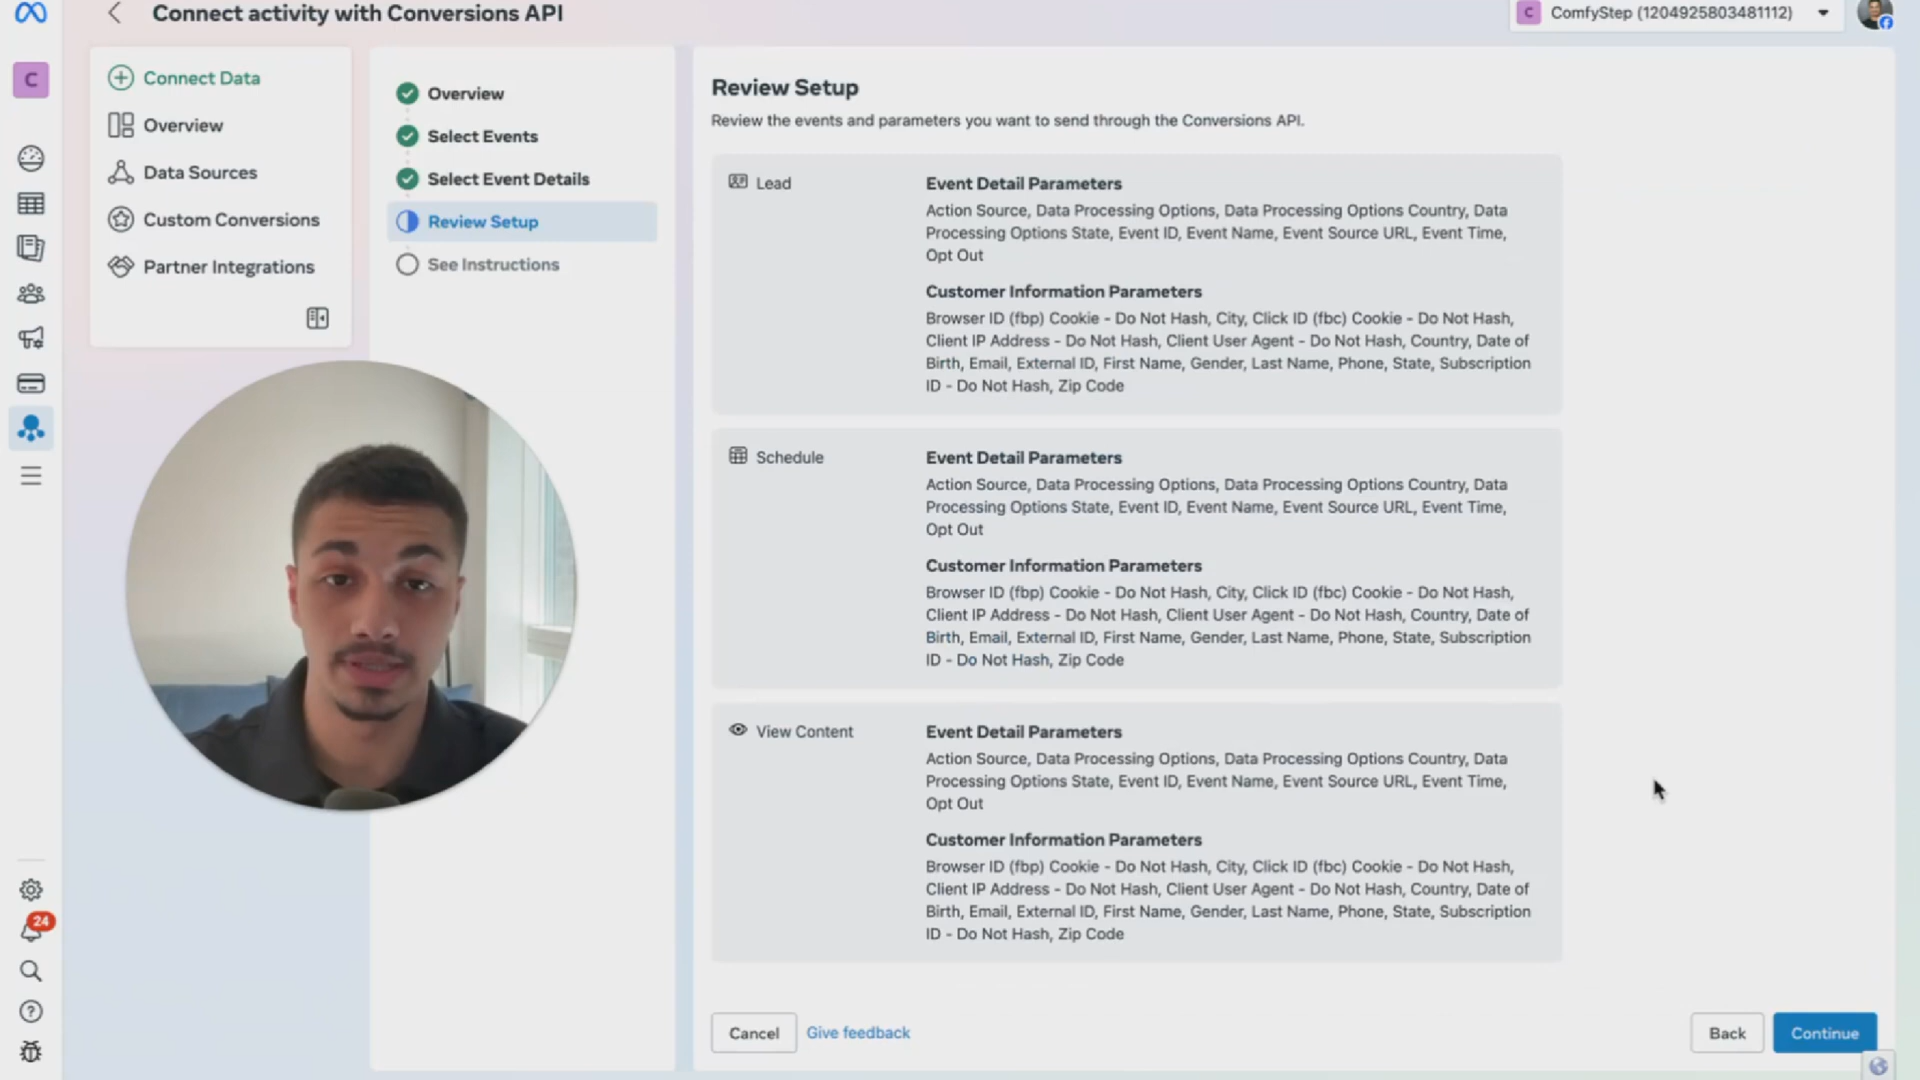 Connect activity with Conversions API
C ComfyStep (1204925803481112)
C
Connect Data
Overview
Data Sources
Custom Conversions
Partner Integrations
Overview
Select Events
Select Event Details
Review Setup
See Instructions
Review Setup
Review the events and parameters you want to send through the Conversions API.
Lead
Event Detail Parameters
Action Source, Data Processing Options, Data Processing Options Country, Data
Processing Options State, Event ID, Event Name, Event Source URL, Event Time,
Opt Out
Customer Information Parameters
Browser ID (fbp) Cookie - Do Not Hash, City, Click ID (fbc) Cookie - Do Not Hash,
Client IP Address - Do Not Hash, Client User Agent - Do Not Hash, Country, Date of
Birth, Email, External ID, First Name, Gender, Last Name, Phone, State, Subscription
ID - Do Not Hash, Zip Code
Schedule
Event Detail Parameters
Action Source, Data Processing Options, Data Processing Options Country, Data
Processing Options State, Event ID, Event Name, Event Source URL, Event Time,
Opt Out
Customer Information Parameters
Browser ID (fbp) Cookie - Do Not Hash, City, Click ID (fbc) Cookie - Do Not Hash,
Client IP Address - Do Not Hash, Client User Agent - Do Not Hash, Country, Date of
Birth, Email, External ID, First Name, Gender, Last Name, Phone, State, Subscription
ID - Do Not Hash, Zip Code
View Content
Event Detail Parameters
Action Source, Data Processing Options, Data Processing Options Country, Data
Processing Options State, Event ID, Event Name, Event Source URL, Event Time,
Opt Out
Customer Information Parameters
Browser ID (fbp) Cookie - Do Not Hash, City, Click ID (fbc) Cookie - Do Not Hash,
Client IP Address - Do Not Hash, Client User Agent - Do Not Hash, Country, Date of
Birth, Email, External ID, First Name, Gender, Last Name, Phone, State, Subscription
ID - Do Not Hash, Zip Code
24
Cancel
Give feedback
Back
Continue